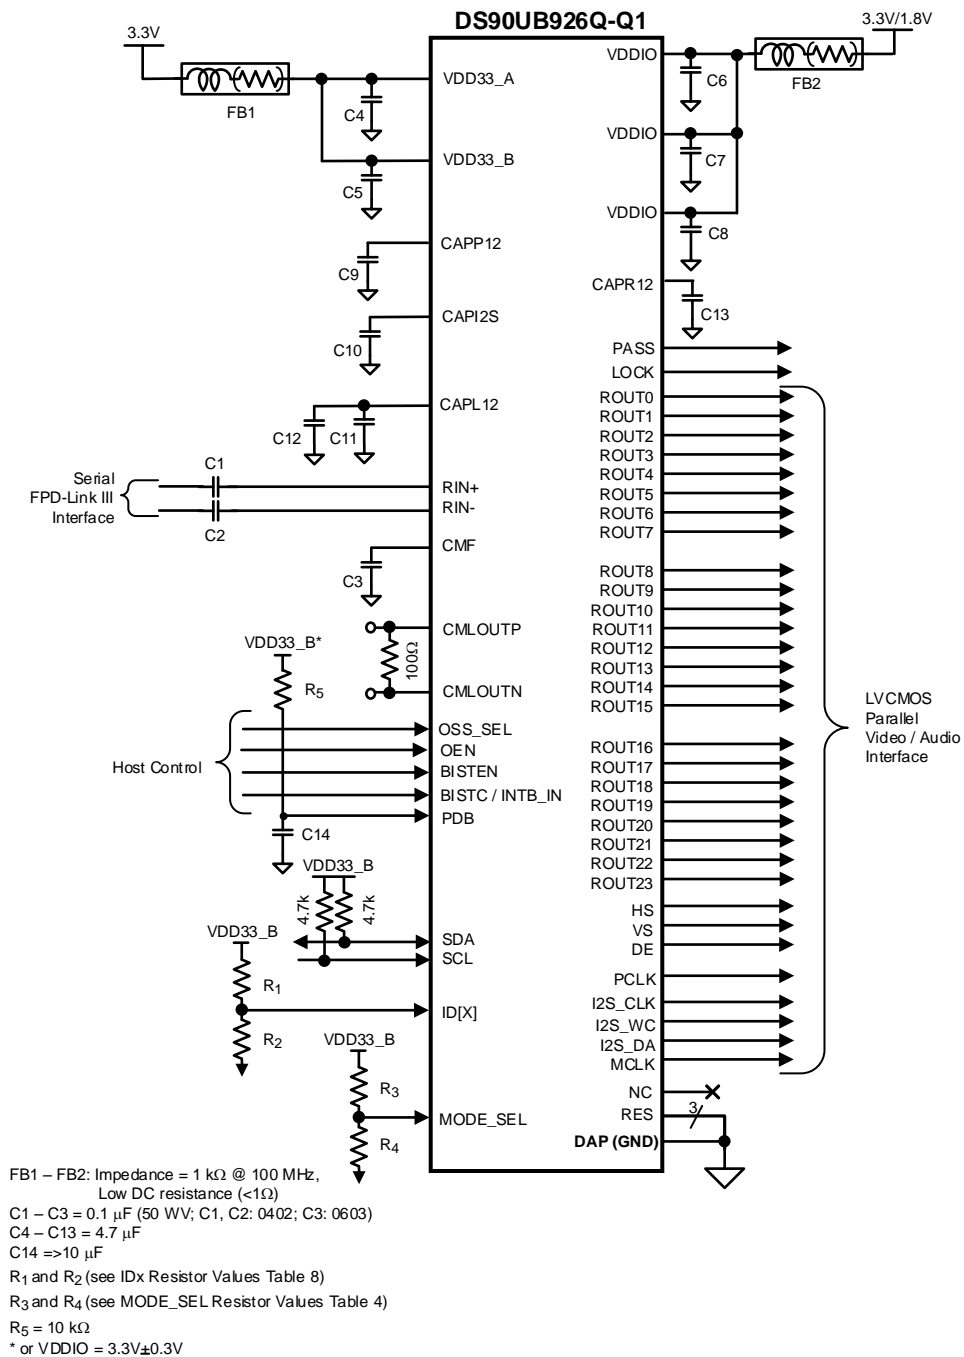 DS90UB926Q-Q1
3.3V
3.3V/1.8V
FB1
FB2
VDD33_A
C4
VDD33_B
C5
CAPP12
C9
CAPI2S
C10
CAPL12
C12
C11
Serial
FPD-Link III
Interface
C1
C2
RIN+
RIN-
CMF
C3
CMLOUTP
100Ω
CMLOUTN
VDD33_B*
R5
Host Control
OSS_SEL
OEN
BISTEN
BISTC / INTB_IN
PDB
C14
VDD33_B
4.7k
4.7k
SDA
SCL
VDD33_B
R1
R2
ID[X]
VDD33_B
R3
R4
MODE_SEL
VDDIO
C6
VDDIO
C7
VDDIO
C8
CAPR12
C13
PASS
LOCK
ROUT0
ROUT1
ROUT2
ROUT3
ROUT4
ROUT5
ROUT6
ROUT7
ROUT8
ROUT9
ROUT10
ROUT11
ROUT12
ROUT13
ROUT14
ROUT15
ROUT16
ROUT17
ROUT18
ROUT19
ROUT20
ROUT21
ROUT22
ROUT23
HS
VS
DE
PCLK
I2S_CLK
I2S_WC
I2S_DA
MCLK
LVCMOS
Parallel
Video / Audio
Interface
NC
RES
3
DAP (GND)
FB1 – FB2: Impedance = 1 kΩ @ 100 MHz,
Low DC resistance (<1Ω)
C1 – C3 = 0.1 μF (50 WV; C1, C2: 0402; C3: 0603)
C4 – C13 = 4.7 μF
C14 =>10 μF
R1 and R2 (see IDx Resistor Values Table 8)
R3 and R4 (see MODE_SEL Resistor Values Table 4)
R5 = 10 kΩ
* or VDDIO = 3.3V±0.3V